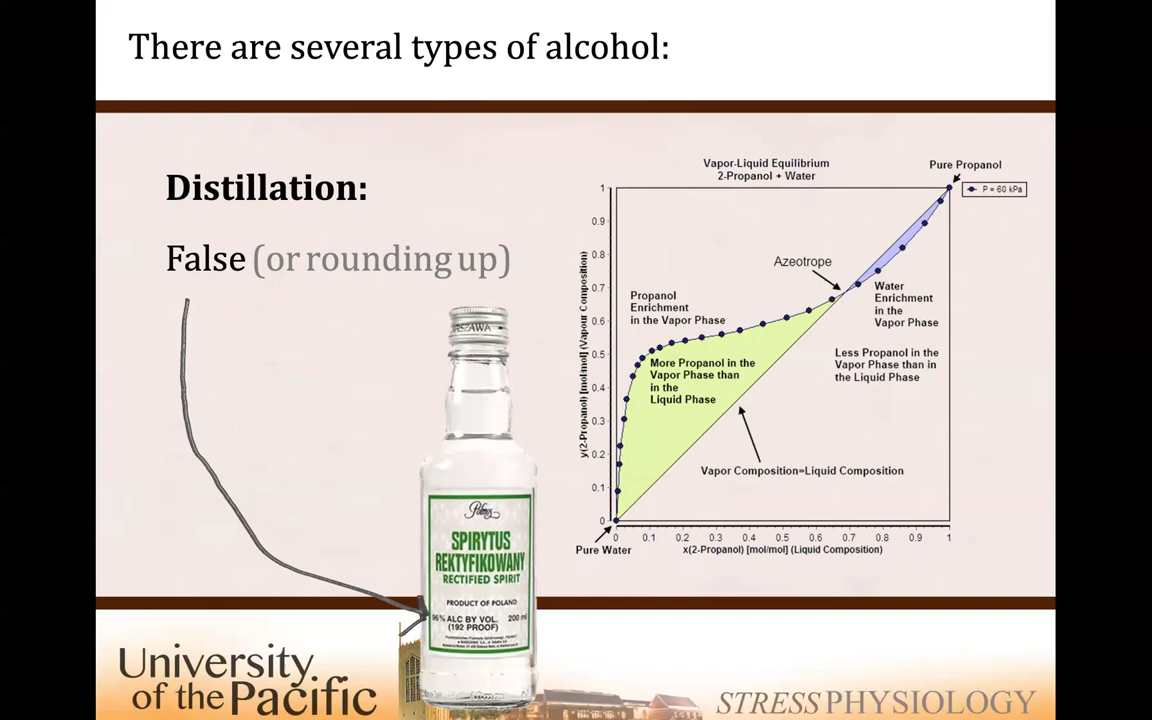 There are several types of alcohol:
Distillation:
False (or rounding up)
Vapor-Liquid Equilibrium
2-Propanol + Water
Pure Propanol
P = 60 kPa
Azeotrope
Propanol
Enrichment
in the Vapor Phase
Water
Enrichment
in the
Vapor Phase
More Propanol in the
Vapor Phase than
in the
Liquid Phase
Less Propanol in the
Vapor Phase than in
the Liquid Phase
Vapor Composition=Liquid Composition
y(2-Propanol) [mol/mol] (Vapour Composition)
1
0.9
0.8
0.7
0.6
0.5
0.4
0.3
0.2
0.1
0
0 0.1 0.2 0.3 0.4 0.5 0.6 0.7 0.8 0.9 1
Pure Water
x(2-Propanol) [mol/mol] (Liquid Composition)
Polmos
SPIRYTUS
REKTYFIKOWANY
RECTIFIED SPIRIT
PRODUCT OF POLAND
96% ALC BY VOL. 200 ml
(192 PROOF)
University
of the Pacific
STRESS PHYSIOLOGY